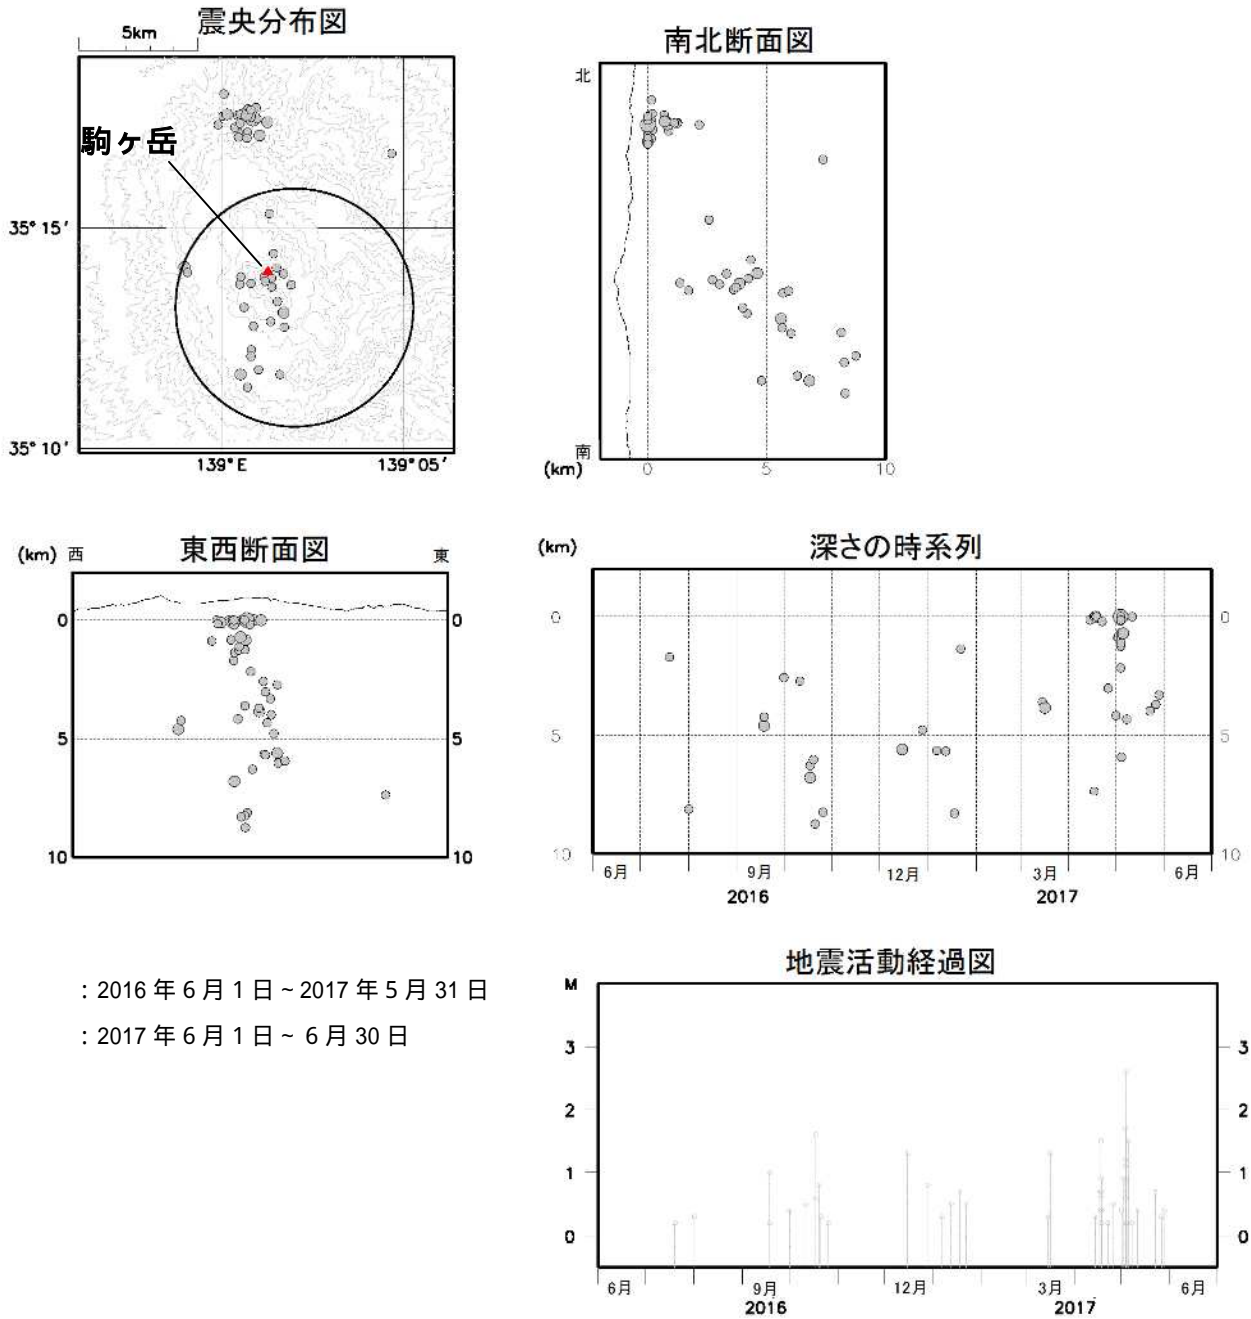 震央分布図
5km
駒ヶ岳
35° 15′
35° 10′
139° E
139° 05′
南北断面図
北
南
(km)
0
5
10
東西断面図
(km) 西
東
0
0
5
5
10
10
深さの時系列
(km)
0
0
5
5
10
10
6月
9月
12月
3月
6月
2016
2017
: 2016 年 6 月 1 日 ~ 2017 年 5 月 31 日
: 2017 年 6 月 1 日 ~ 6 月 30 日
地震活動経過図
M
3
3
2
2
1
1
0
0
6月
9月
12月
3月
6月
2016
2017